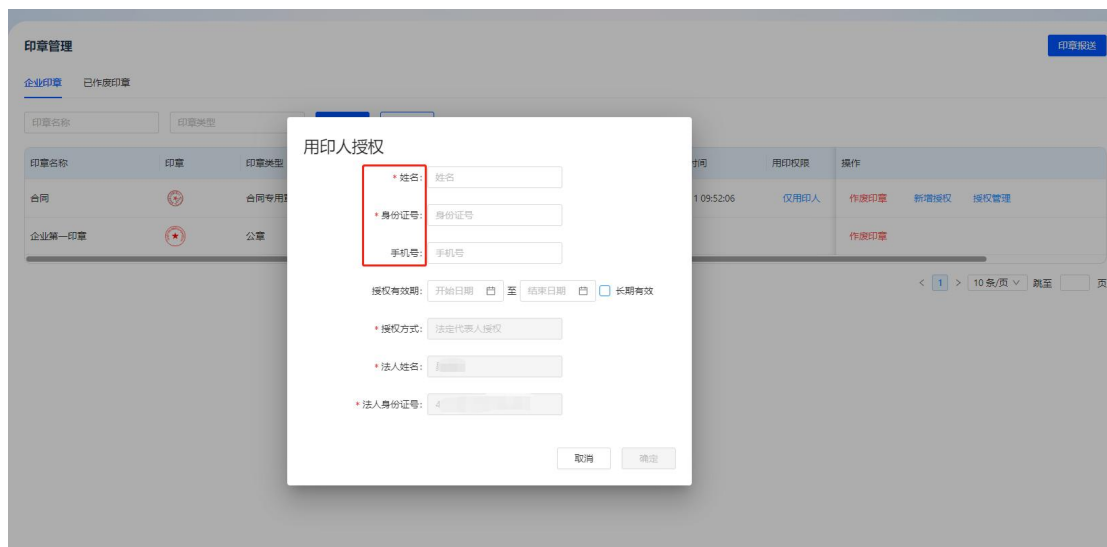 印章管理
印章报送
企业印章 已作废印章
印章名称 印章类型
用印人授权
印章名称 印章 印章类型 时间 用印权限 操作
* 姓名: 姓名
合同 合同专用 1 09:52:06 仅用印人 作废印章 新增授权 授权管理
* 身份证号: 身份证号
企业第一印章 公章 作废印章
手机号: 手机号
< 1 > 10 条/页 跳至 页
授权有效期: 开始日期 至 结束日期 长期有效
* 授权方式: 法定代表人授权
* 法人姓名:
* 法人身份证号: 4
取消 确定